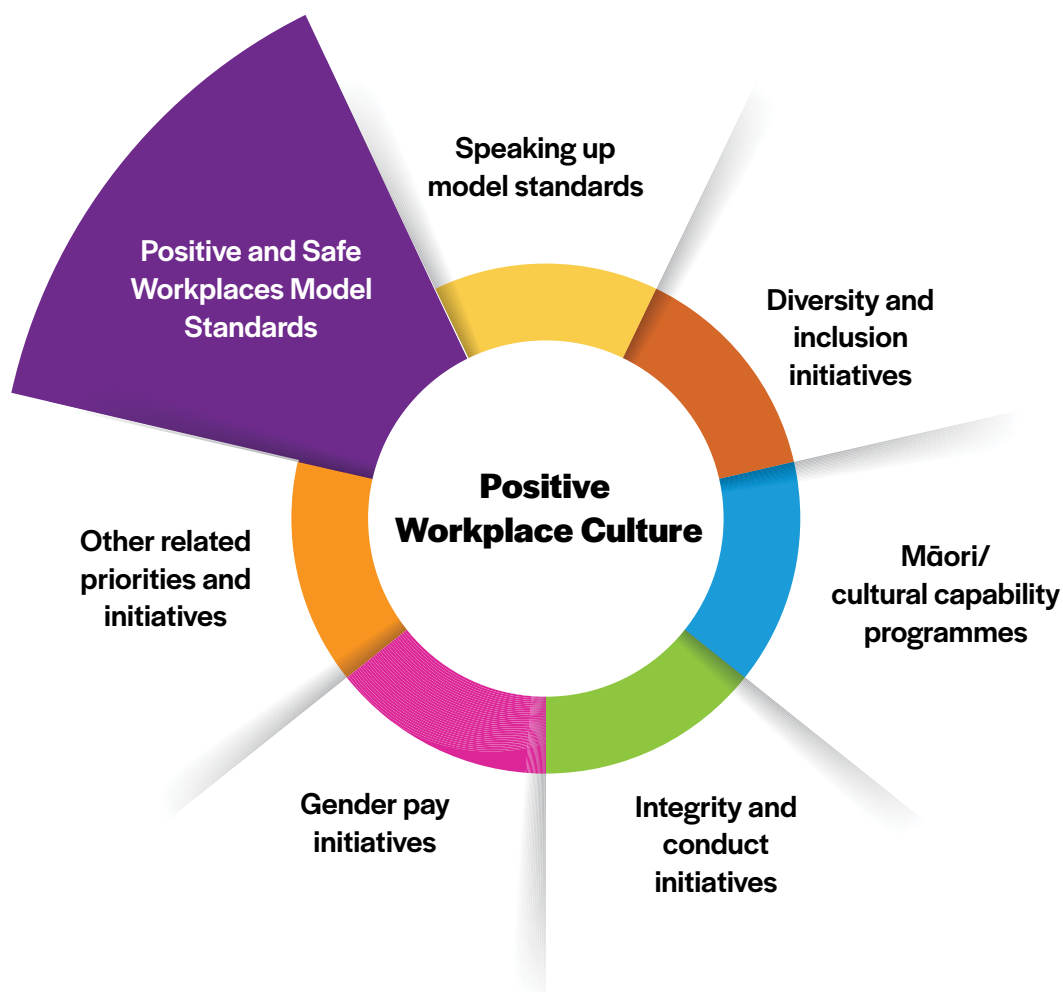 Speaking up
model standards
Positive and Safe
Workplaces Model
Standards
Diversity and
inclusion
initiatives
Positive
Workplace Culture
Other related
priorities and
initiatives
Māori/
cultural capability
programmes
Gender pay
initiatives
Integrity and
conduct
initiatives